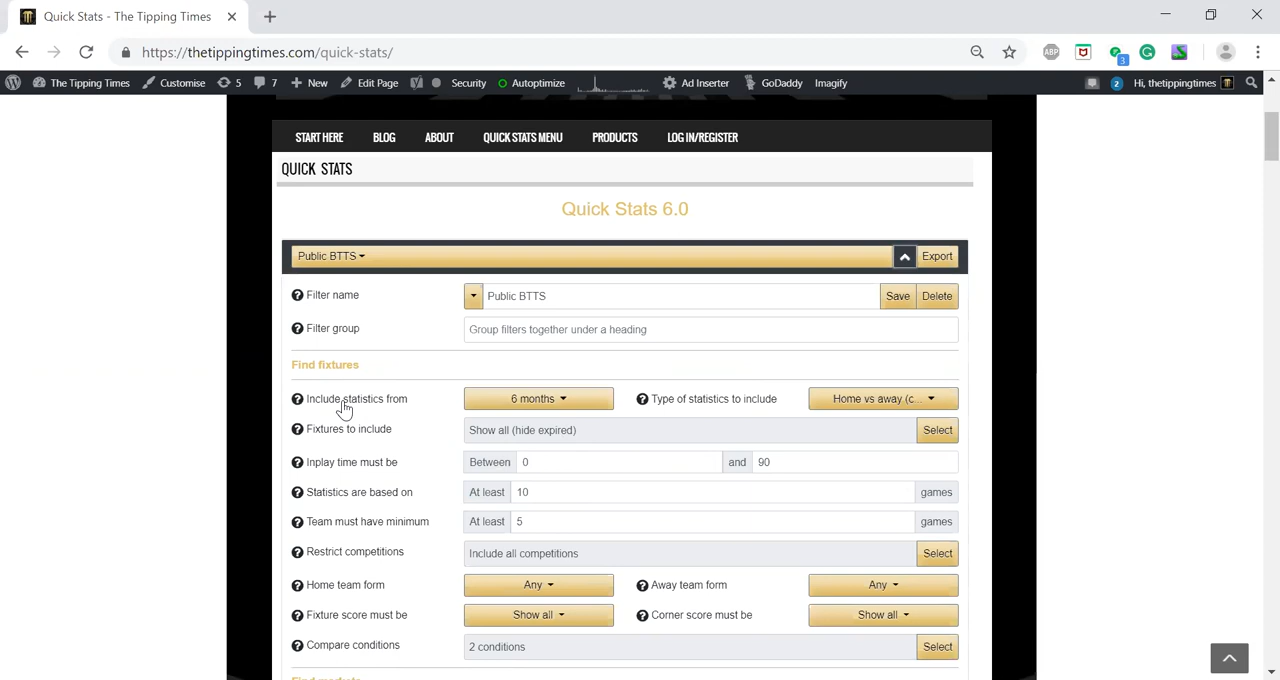 Quick Stats - The Tipping Times
https://thetippingtimes.com/quick-stats/
ABP 3
The Tipping Times Customise 5 7 New Edit Page Security Autoptimize Ad Inserter GoDaddy Imagify 2 Hi, thetippingtimes
START HERE BLOG ABOUT QUICK STATS MENU PRODUCTS LOG IN/REGISTER
QUICK STATS
Quick Stats 6.0
Public BTTS Export
Filter name Public BTTS Save Delete
Filter group Group filters together under a heading
Find fixtures
Include statistics from 6 months Type of statistics to include Home vs away (c...
Fixtures to include Show all (hide expired) Select
Inplay time must be Between 0 and 90
Statistics are based on At least 10 games
Team must have minimum At least 5 games
Restrict competitions Include all competitions Select
Home team form Any Away team form Any
Fixture score must be Show all Corner score must be Show all
Compare conditions 2 conditions Select
Find markets